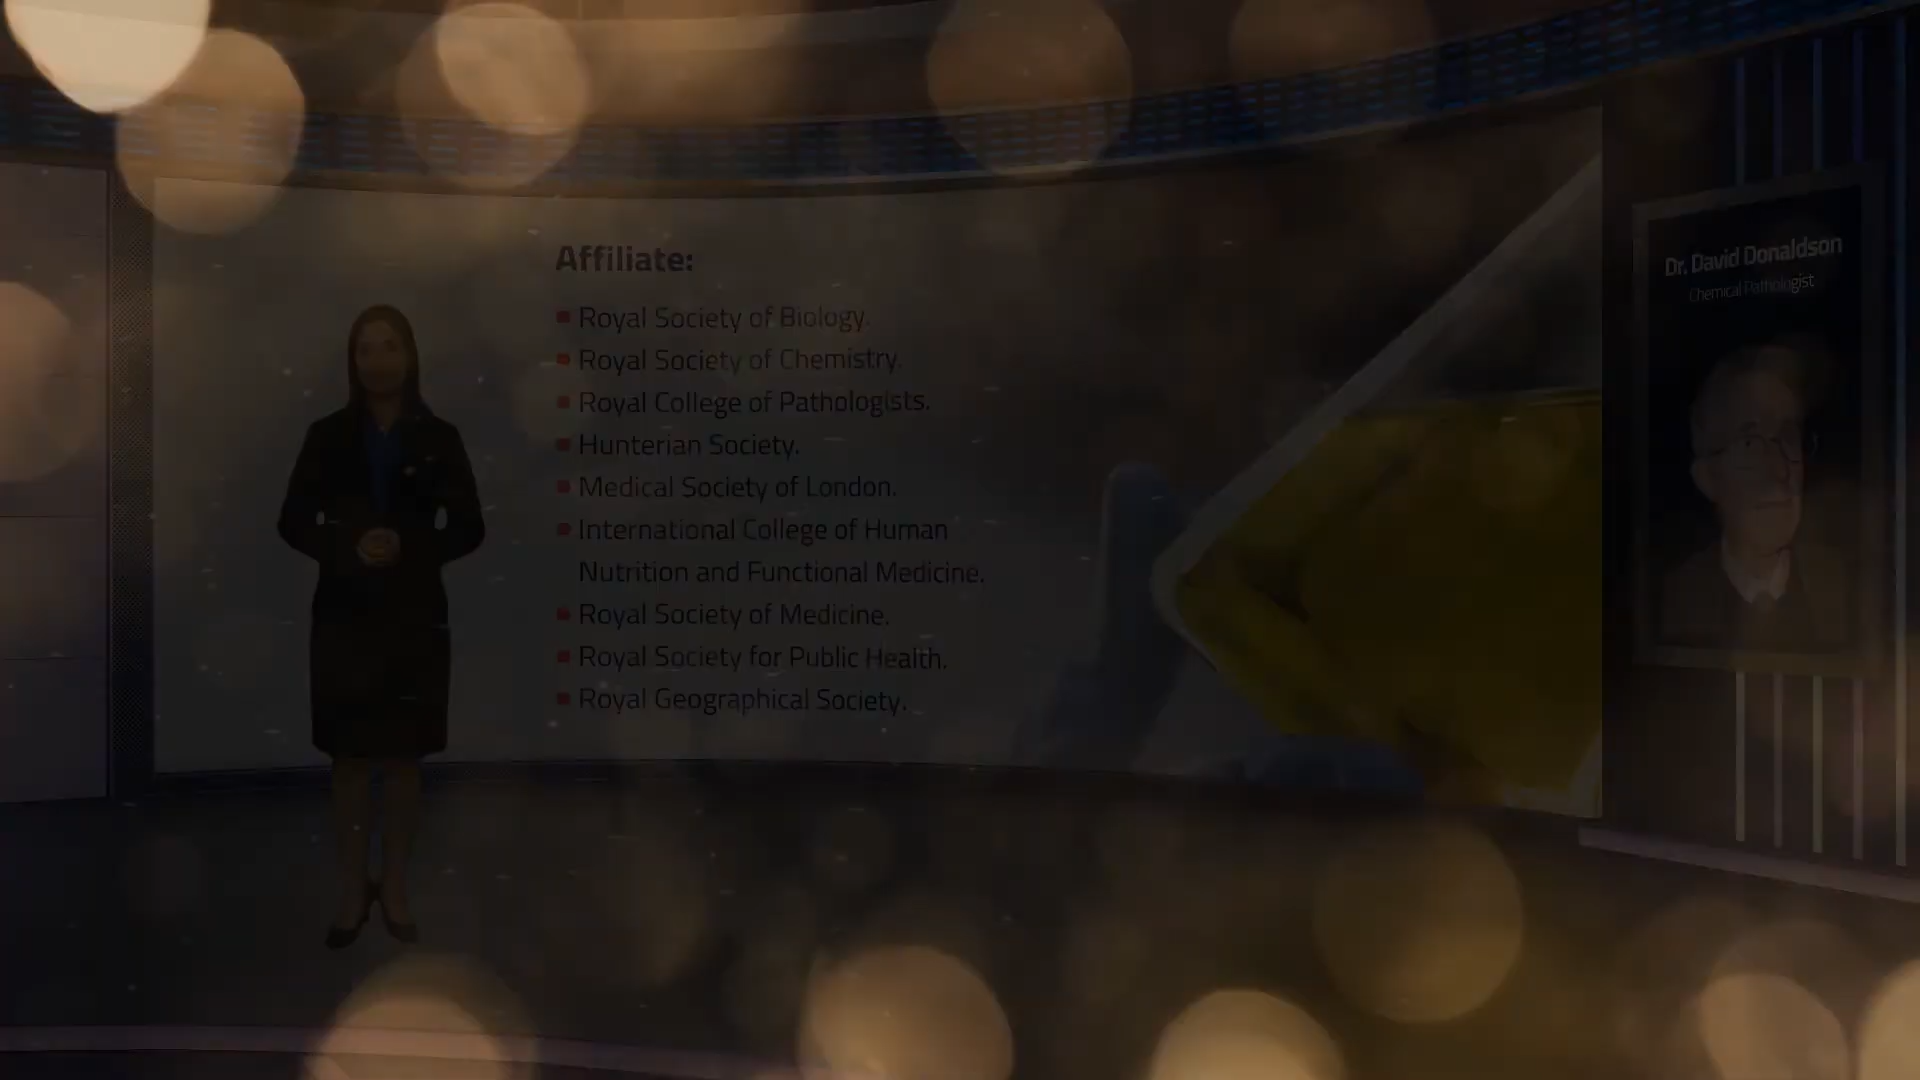 Affiliate:
Royal Society of Biology.
Royal Society of Chemistry.
Royal College of Pathologists.
Hunterian Society.
Medical Society of London.
International College of Human
Nutrition and Functional Medicine.
Royal Society of Medicine.
Royal Society for Public Health.
Royal Geographical Society.
Dr. David Donaldson
Chemical Pathologist